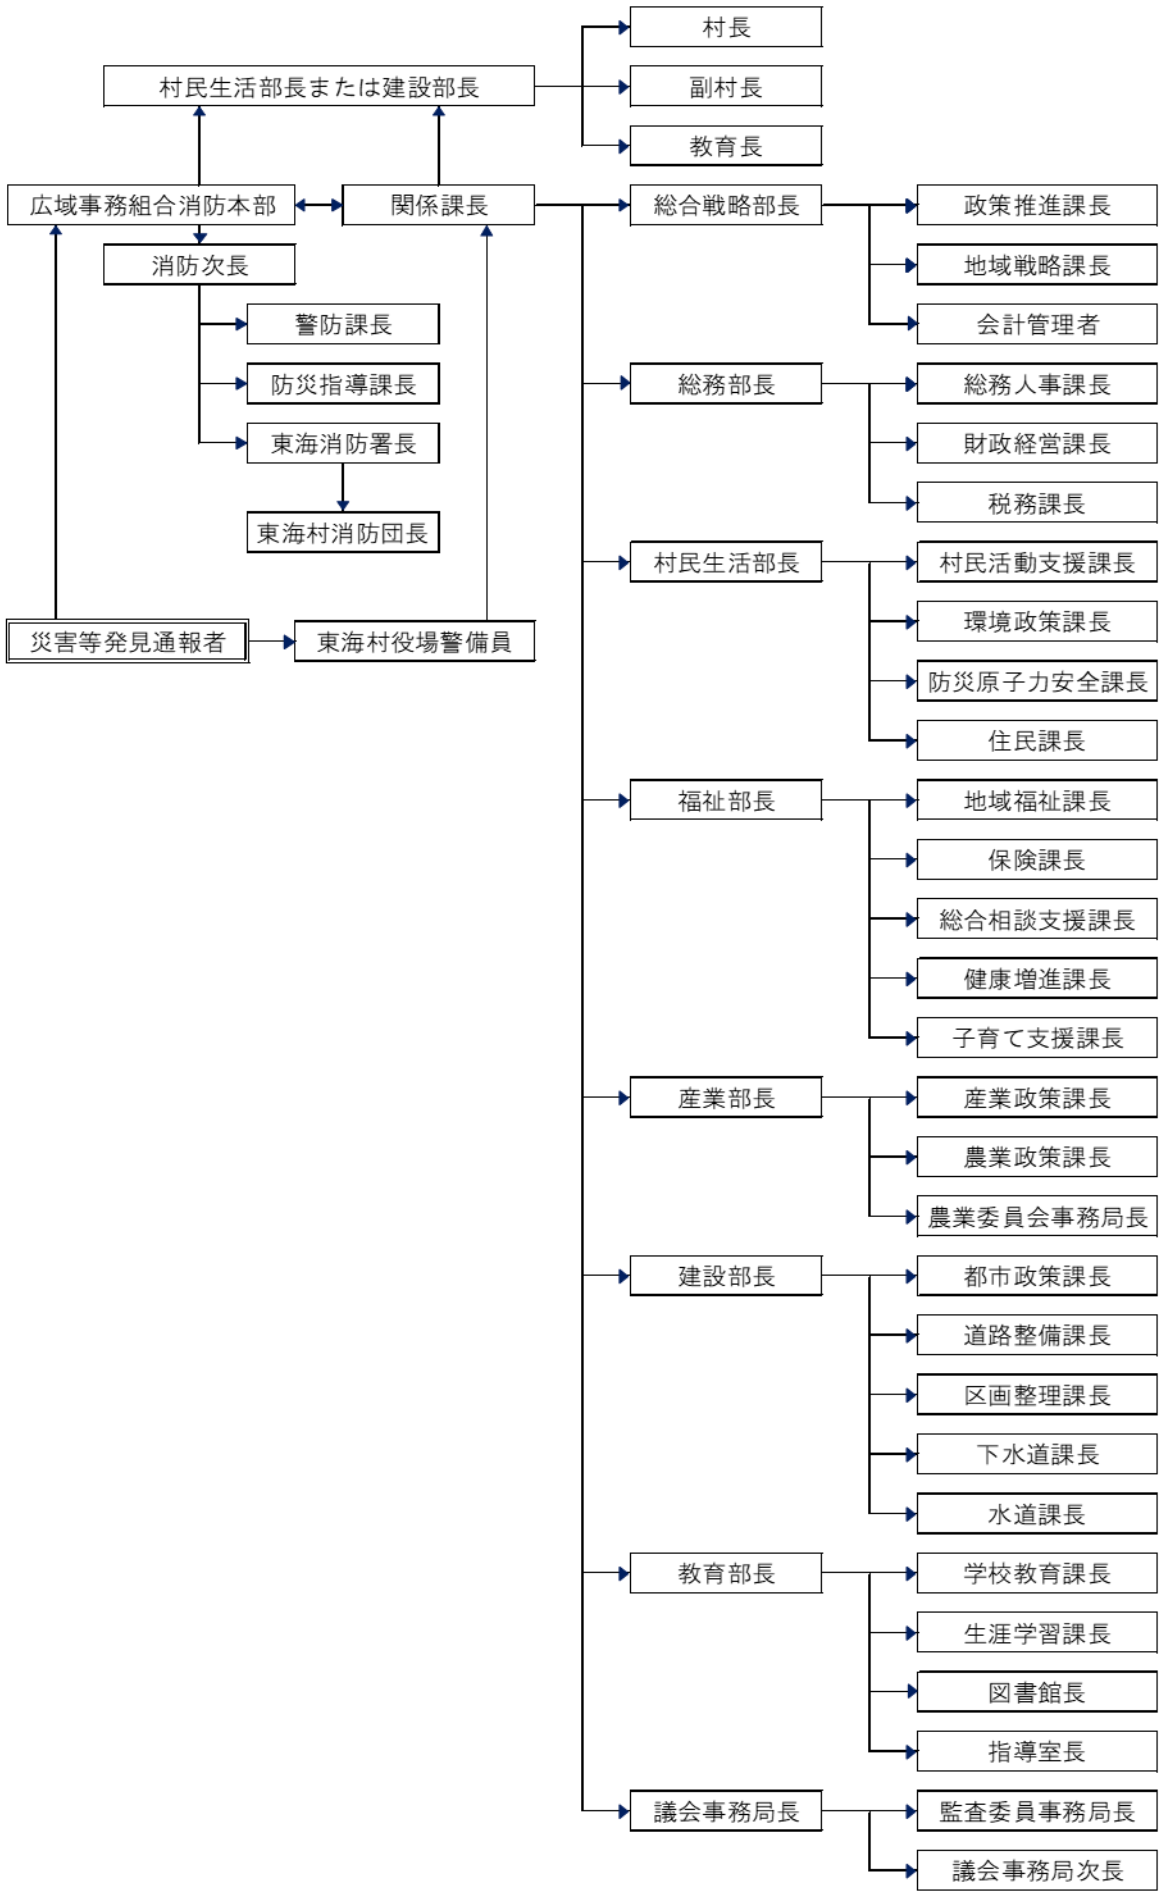 村長
村民生活部長または建設部長
副村長
教育長
広域事務組合消防本部
関係課長
総合戦略部長
政策推進課長
消防次長
地域戦略課長
警防課長
会計管理者
防災指導課長
総務部長
総務人事課長
東海消防署長
財政経営課長
税務課長
東海村消防団長
村民生活部長
村民活動支援課長
災害等発見通報者
東海村役場警備員
環境政策課長
防災原子力安全課長
住民課長
福祉部長
地域福祉課長
保険課長
総合相談支援課長
健康増進課長
子育て支援課長
産業部長
産業政策課長
農業政策課長
農業委員会事務局長
建設部長
都市政策課長
道路整備課長
区画整理課長
下水道課長
水道課長
教育部長
学校教育課長
生涯学習課長
図書館長
指導室長
議会事務局長
監査委員事務局長
議会事務局次長